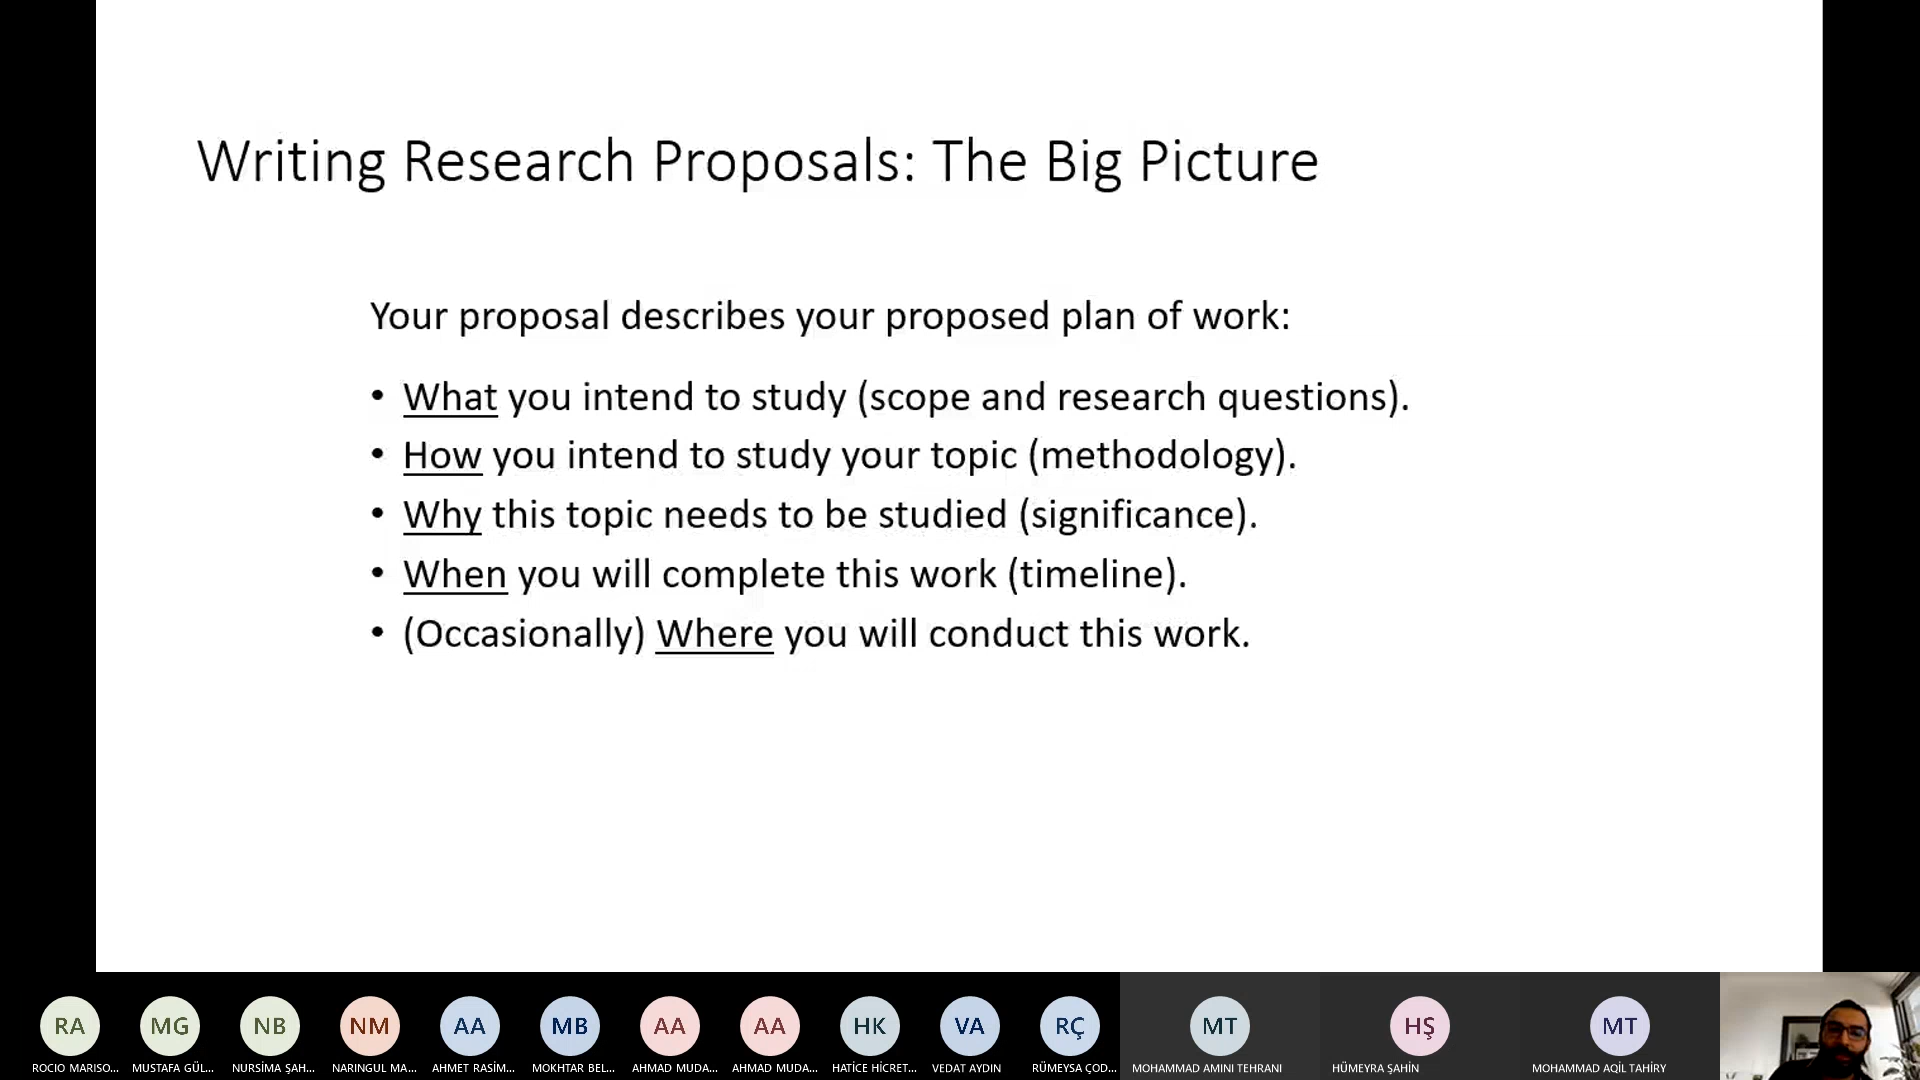 Writing Research Proposals: The Big Picture
Your proposal describes your proposed plan of work:
• What you intend to study (scope and research questions).
• How you intend to study your topic (methodology).
• Why this topic needs to be studied (significance).
• When you will complete this work (timeline).
• (Occasionally) Where you will conduct this work.
RA MG NB NM AA MB AA AA HK VA RÇ MT HŞ MT
ROCIO MARISO... MUSTAFA GÜL... NURSİMA ŞAH... NARINGUL MA... AHMET RASİM... MOKHTAR BEL... AHMAD MUDA... AHMAD MUDA... HATİCE HİCRET... VEDAT AYDIN RÜMEYSA ÇOD... MOHAMMAD AMINI TEHRANI HÜMEYRA ŞAHİN MOHAMMAD AQİL TAHİRY